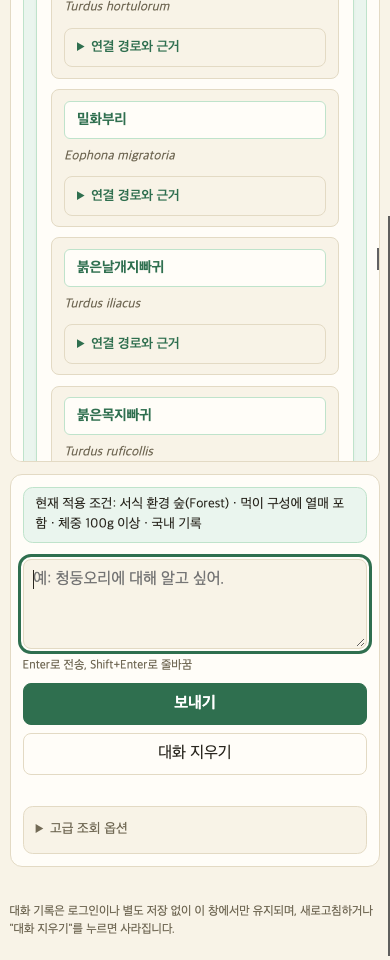 Turdus hortulorum
▶ 연결 경로와 근거
밀화부리
Eophona migratoria
▶ 연결 경로와 근거
붉은날개지빠귀
Turdus iliacus
▶ 연결 경로와 근거
붉은목지빠귀
Turdus ruficollis
현재 적용 조건: 서식 환경 숲(Forest) · 먹이 구성에 열매 포
함 · 체중 100g 이상 · 국내 기록
예: 청둥오리에 대해 알고 싶어.
Enter로 전송, Shift+Enter로 줄바꿈
보내기
대화 지우기
▶ 고급 조회 옵션
대화 기록은 로그인이나 별도 저장 없이 이 창에서만 유지되며, 새로고침하거나
"대화 지우기"를 누르면 사라집니다.